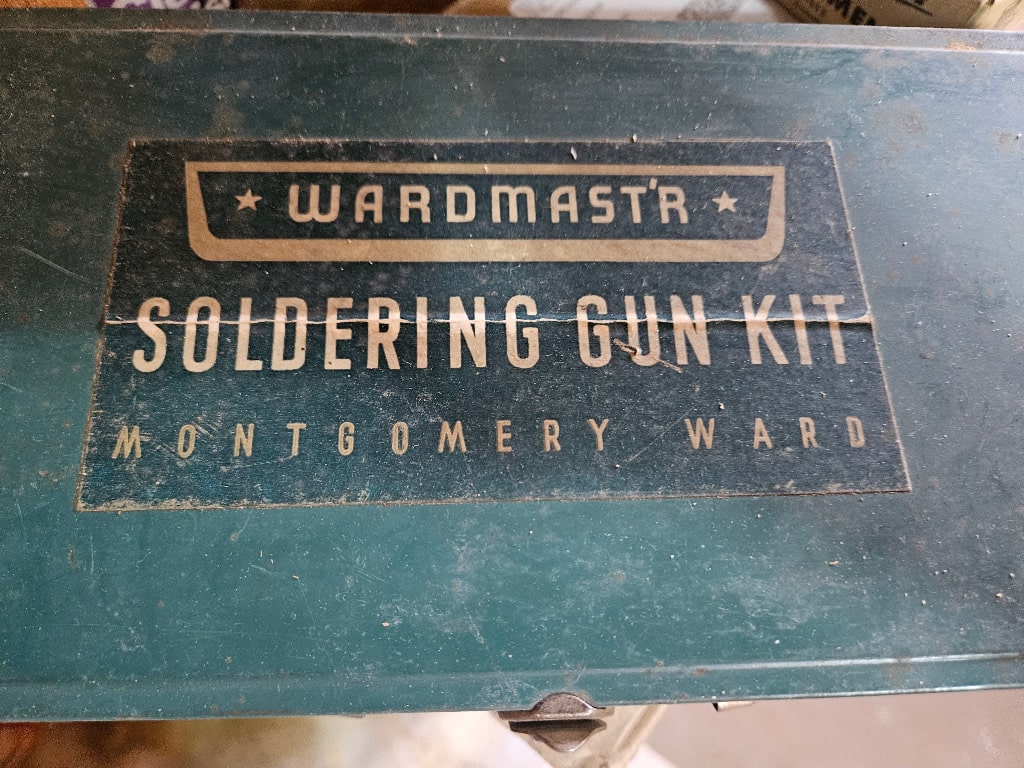 WARDMAST'R
SOLDERING GUN KIT
MONTGOMERY WARD